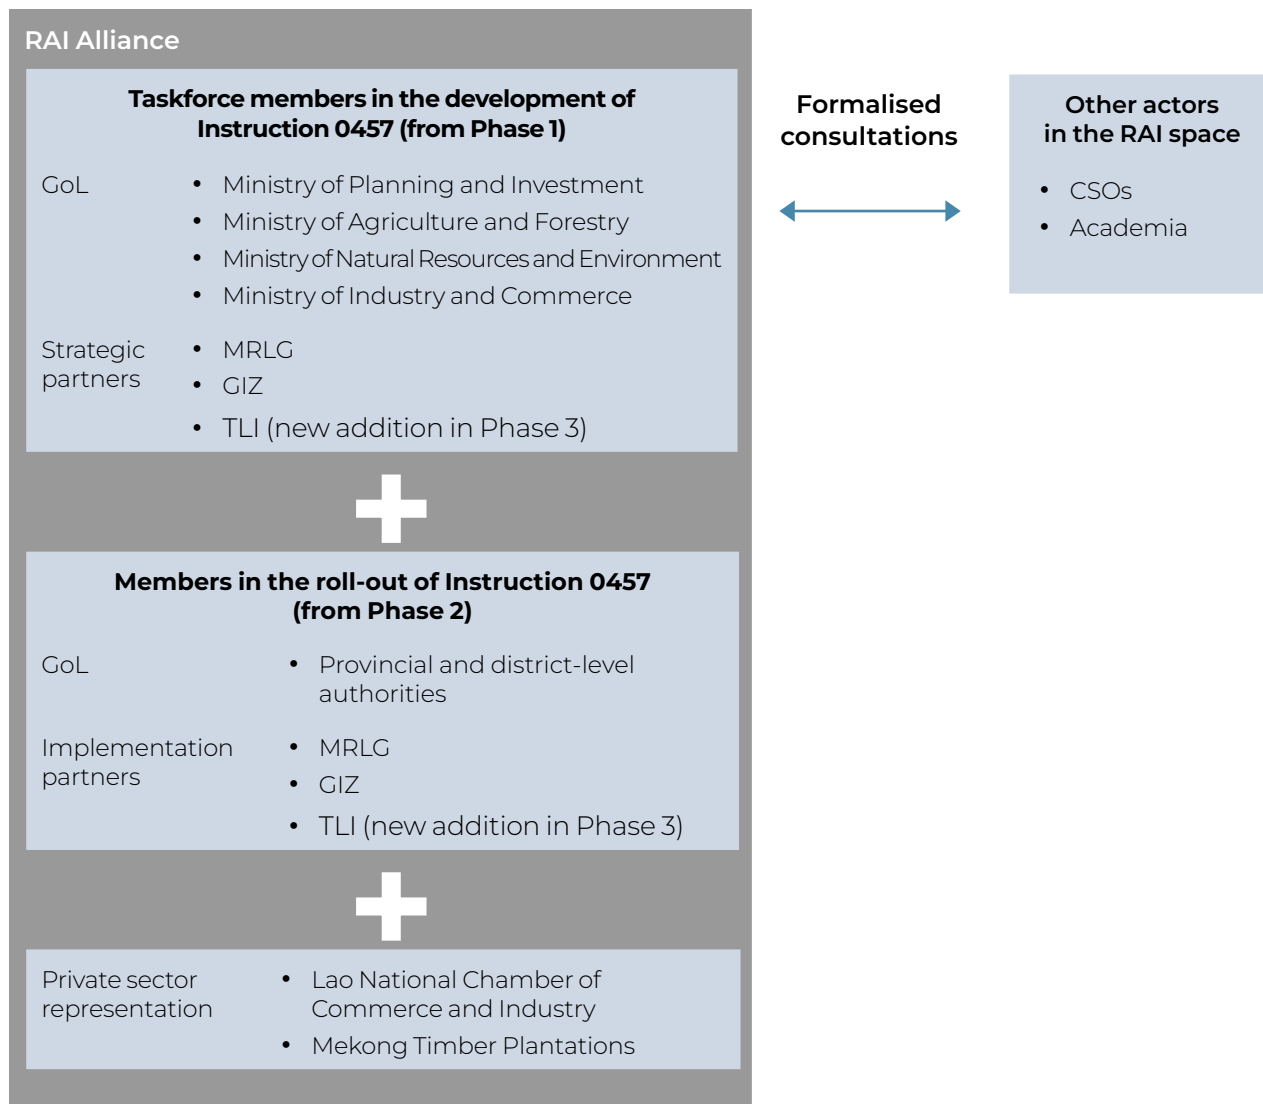 RAI Alliance
Taskforce members in the development of
Instruction 0457 (from Phase 1)
GoL
• Ministry of Planning and Investment
• Ministry of Agriculture and Forestry
• Ministry of Natural Resources and Environment
• Ministry of Industry and Commerce
Strategic
partners
• MRLG
• GIZ
• TLI (new addition in Phase 3)
Members in the roll-out of Instruction 0457
(from Phase 2)
GoL
• Provincial and district-level
authorities
Implementation
partners
• MRLG
• GIZ
• TLI (new addition in Phase 3)
Private sector
representation
• Lao National Chamber of
Commerce and Industry
• Mekong Timber Plantations
Formalised
consultations
Other actors
in the RAI space
• CSOs
• Academia